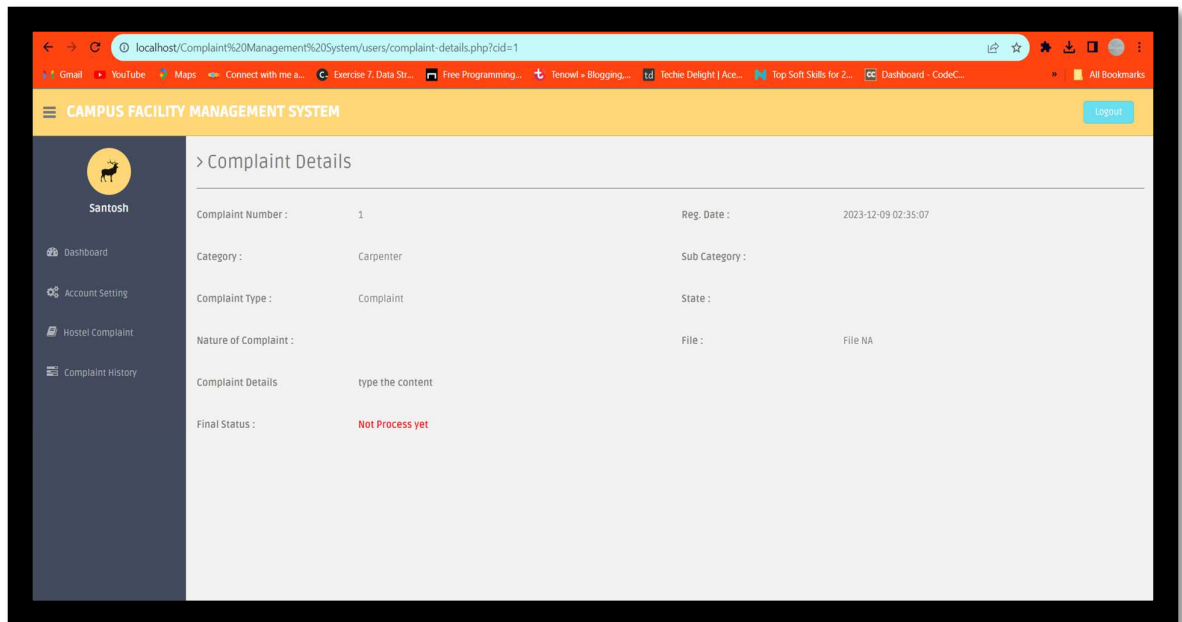 localhost/Complaint%20Management%20System/users/complaint-details.php?cid=1
Gmail YouTube Maps Connect with me a... Exercise 7. Data Str... Free Programming... Tenowl » Blogging,... Techie Delight | Ace... Top Soft Skills for 2... Dashboard - CodeC... » All Bookmarks
CAMPUS FACILITY MANAGEMENT SYSTEM Logout
> Complaint Details
Santosh
Dashboard
Account Setting
Hostel Complaint
Complaint History
Complaint Number : 1 Reg. Date : 2023-12-09 02:35:07
Category : Carpenter Sub Category :
Complaint Type : Complaint State :
Nature of Complaint : File : File NA
Complaint Details type the content
Final Status : Not Process yet